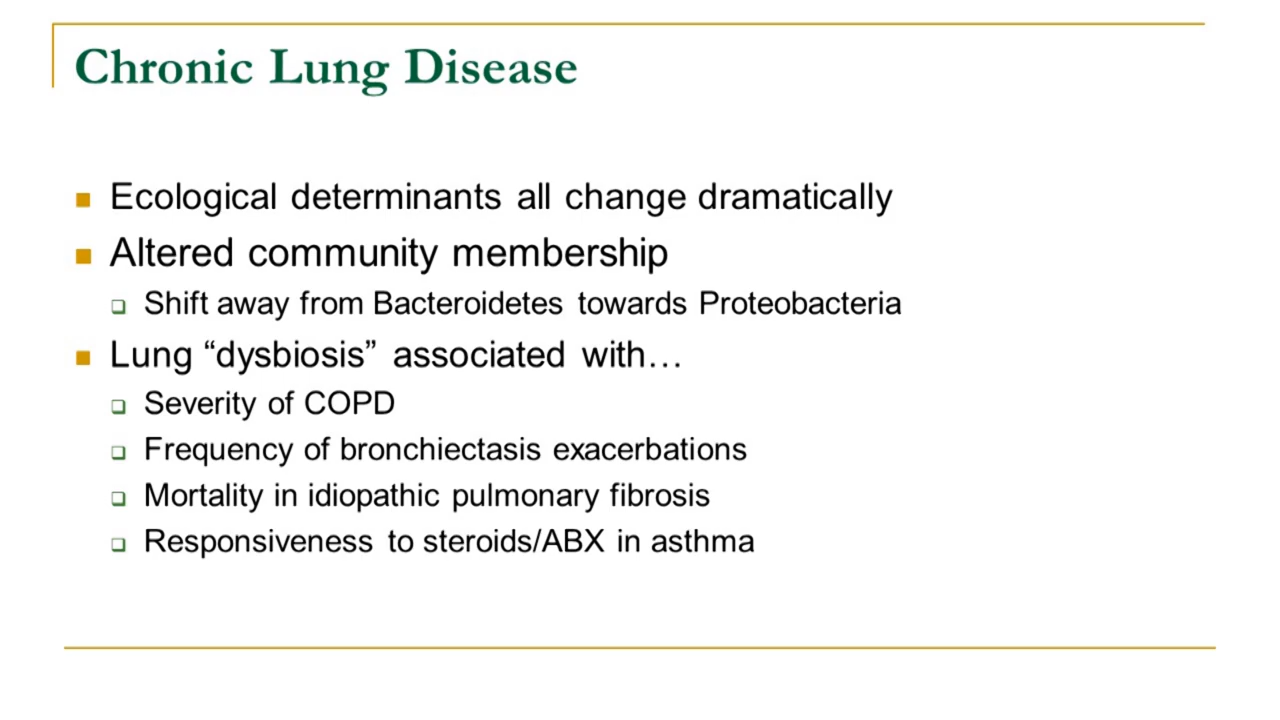 Chronic Lung Disease
Ecological determinants all change dramatically
Altered community membership
Shift away from Bacteroidetes towards Proteobacteria
Lung “dysbiosis” associated with…
Severity of COPD
Frequency of bronchiectasis exacerbations
Mortality in idiopathic pulmonary fibrosis
Responsiveness to steroids/ABX in asthma